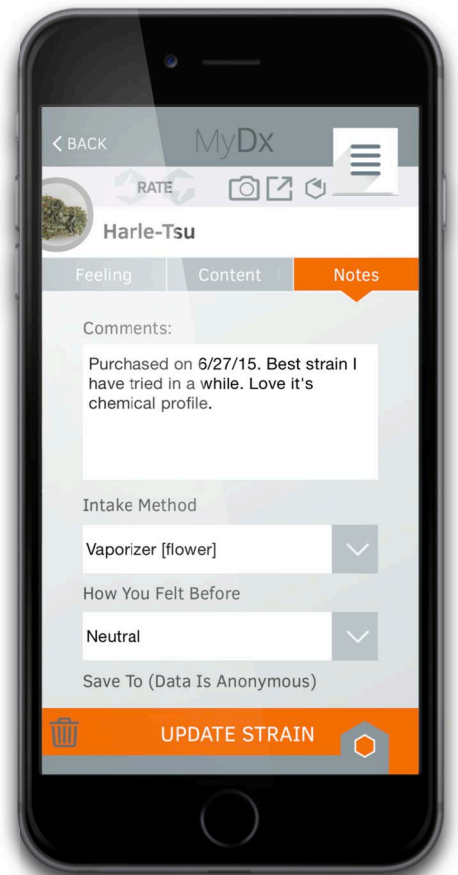 BACK
MyDx
RATE
Harle-Tsu
Feeling
Content
Notes
Comments:
Purchased on 6/27/15. Best strain I
have tried in a while. Love it's
chemical profile.
Intake Method
Vaporizer [flower]
How You Felt Before
Neutral
Save To (Data Is Anonymous)
UPDATE STRAIN